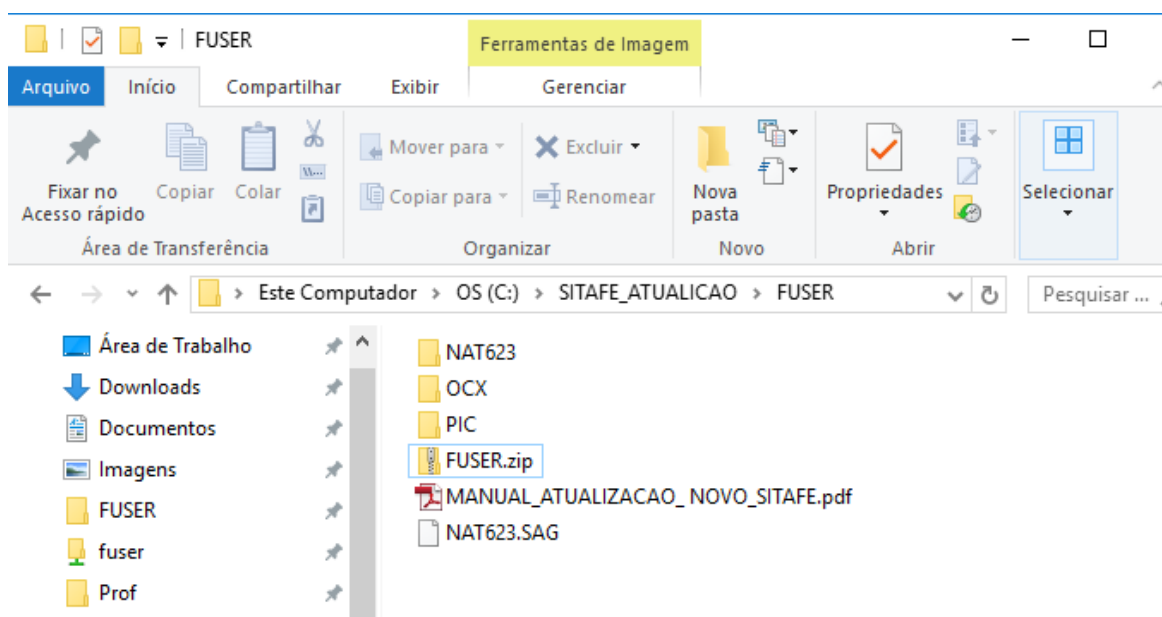 FUSER
Ferramentas de Imagem
Arquivo Início Compartilhar Exibir Gerenciar
Fixar no Acesso rápido
Copiar
Colar
Mover para
Copiar para
Excluir
Renomear
Nova pasta
Propriedades
Selecionar
Área de Transferência Organizar Novo Abrir
Este Computador > OS (C:) > SITAFE_ATUALICAO > FUSER
Pesquisar ...
Área de Trabalho
Downloads
Documentos
Imagens
FUSER
fuser
Prof
NAT623
OCX
PIC
FUSER.zip
MANUAL_ATUALIZACAO_ NOVO_SITAFE.pdf
NAT623.SAG